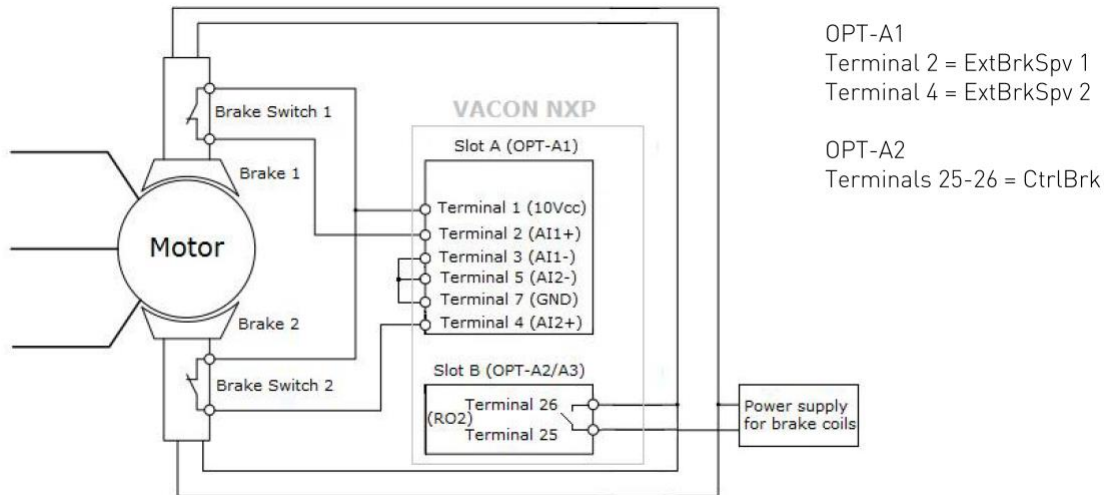 OPT-A1
Terminal 2 = ExtBrkSpv 1
Terminal 4 = ExtBrkSpv 2
OPT-A2
Terminals 25-26 = CtrlBrk
Brake Switch 1
Brake 1
Motor
Brake 2
Brake Switch 2
VACON NXP
Slot A (OPT-A1)
Terminal 1 (10Vcc)
Terminal 2 (AI1+)
Terminal 3 (AI1-)
Terminal 5 (AI2-)
Terminal 7 (GND)
Terminal 4 (AI2+)
Slot B (OPT-A2/A3)
Terminal 26
(RO2)
Terminal 25
Power supply
for brake coils